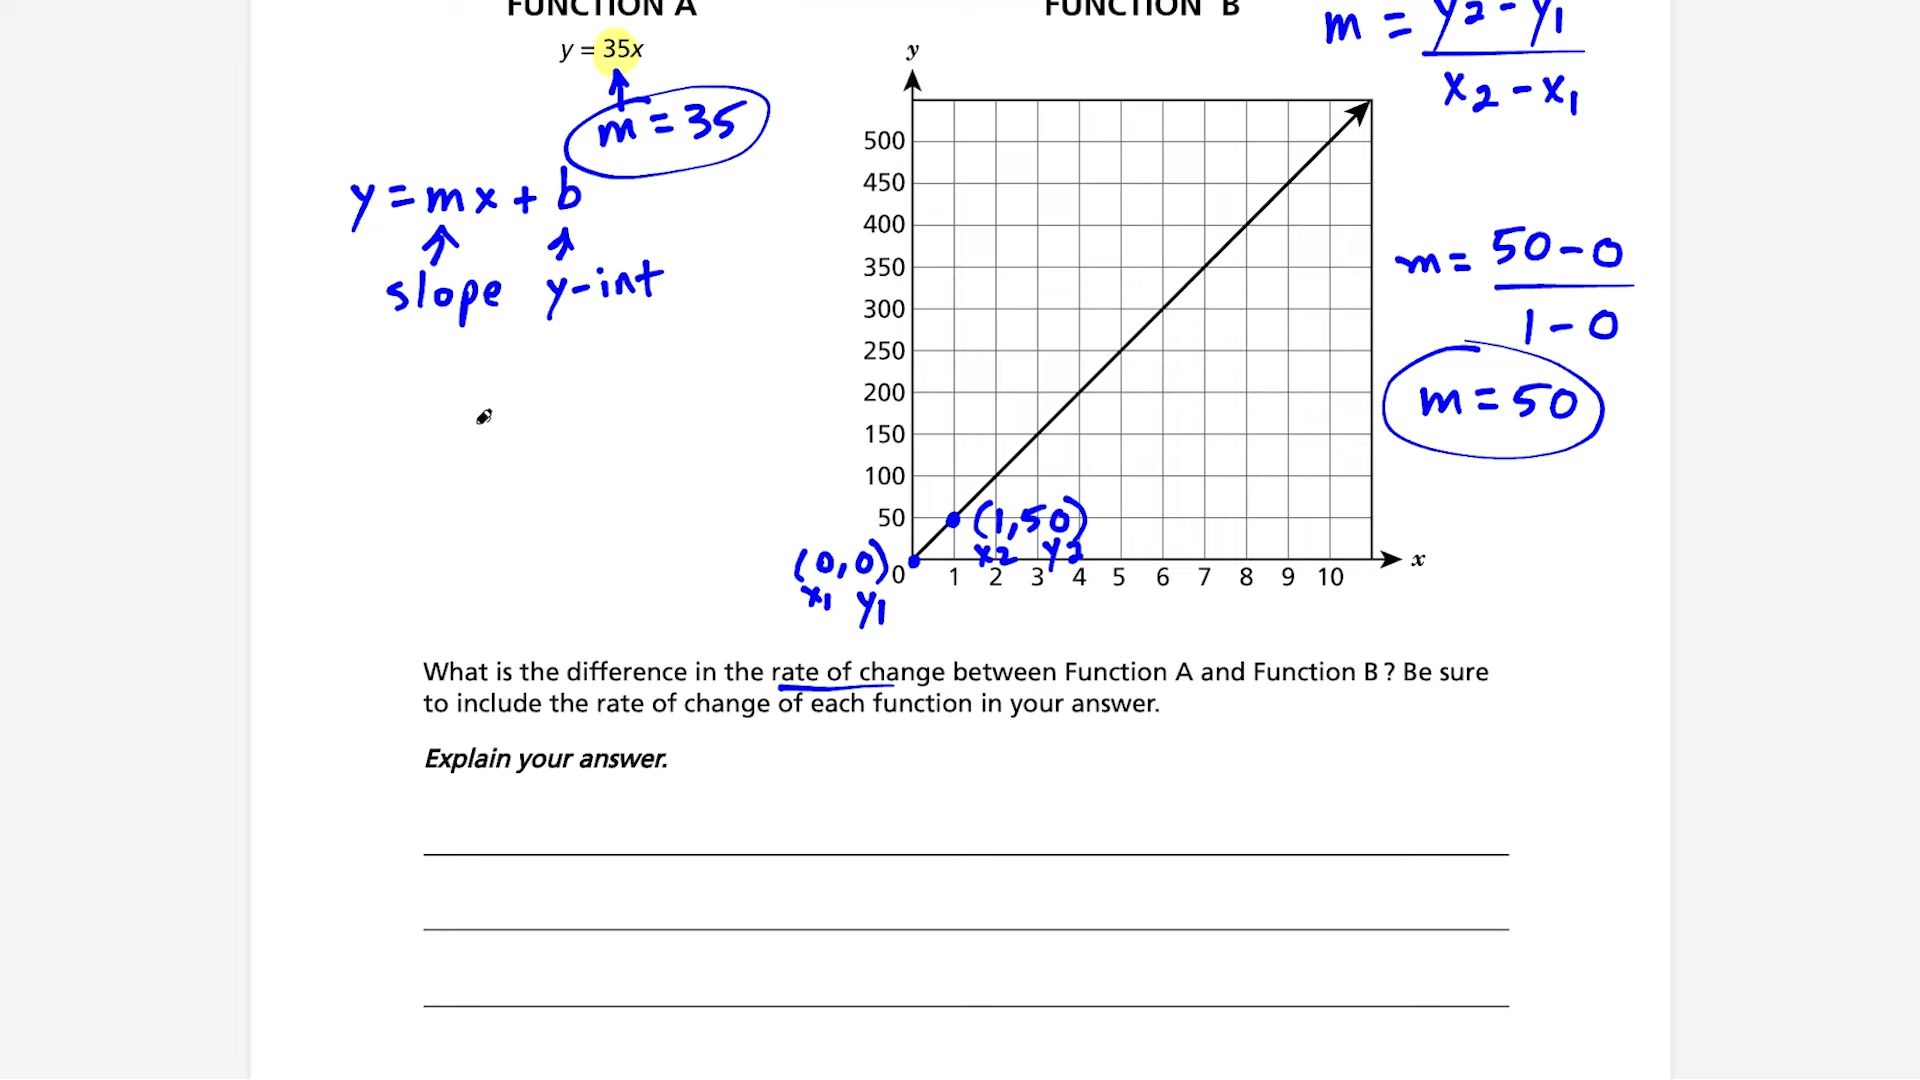 FUNCTION A
FUNCTION B
y = 35x
m = 35
y = mx + b
slope y-int
m = y2 - y1
x2 - x1
y
500
450
400
350
300
250
200
150
100
50
0
1 2 3 4 5 6 7 8 9 10
x
(1,50)
x2 y2
(0,0)
x1 y1
m = 50 - 0
1 - 0
m = 50
What is the difference in the rate of change between Function A and Function B? Be sure
to include the rate of change of each function in your answer.
Explain your answer.